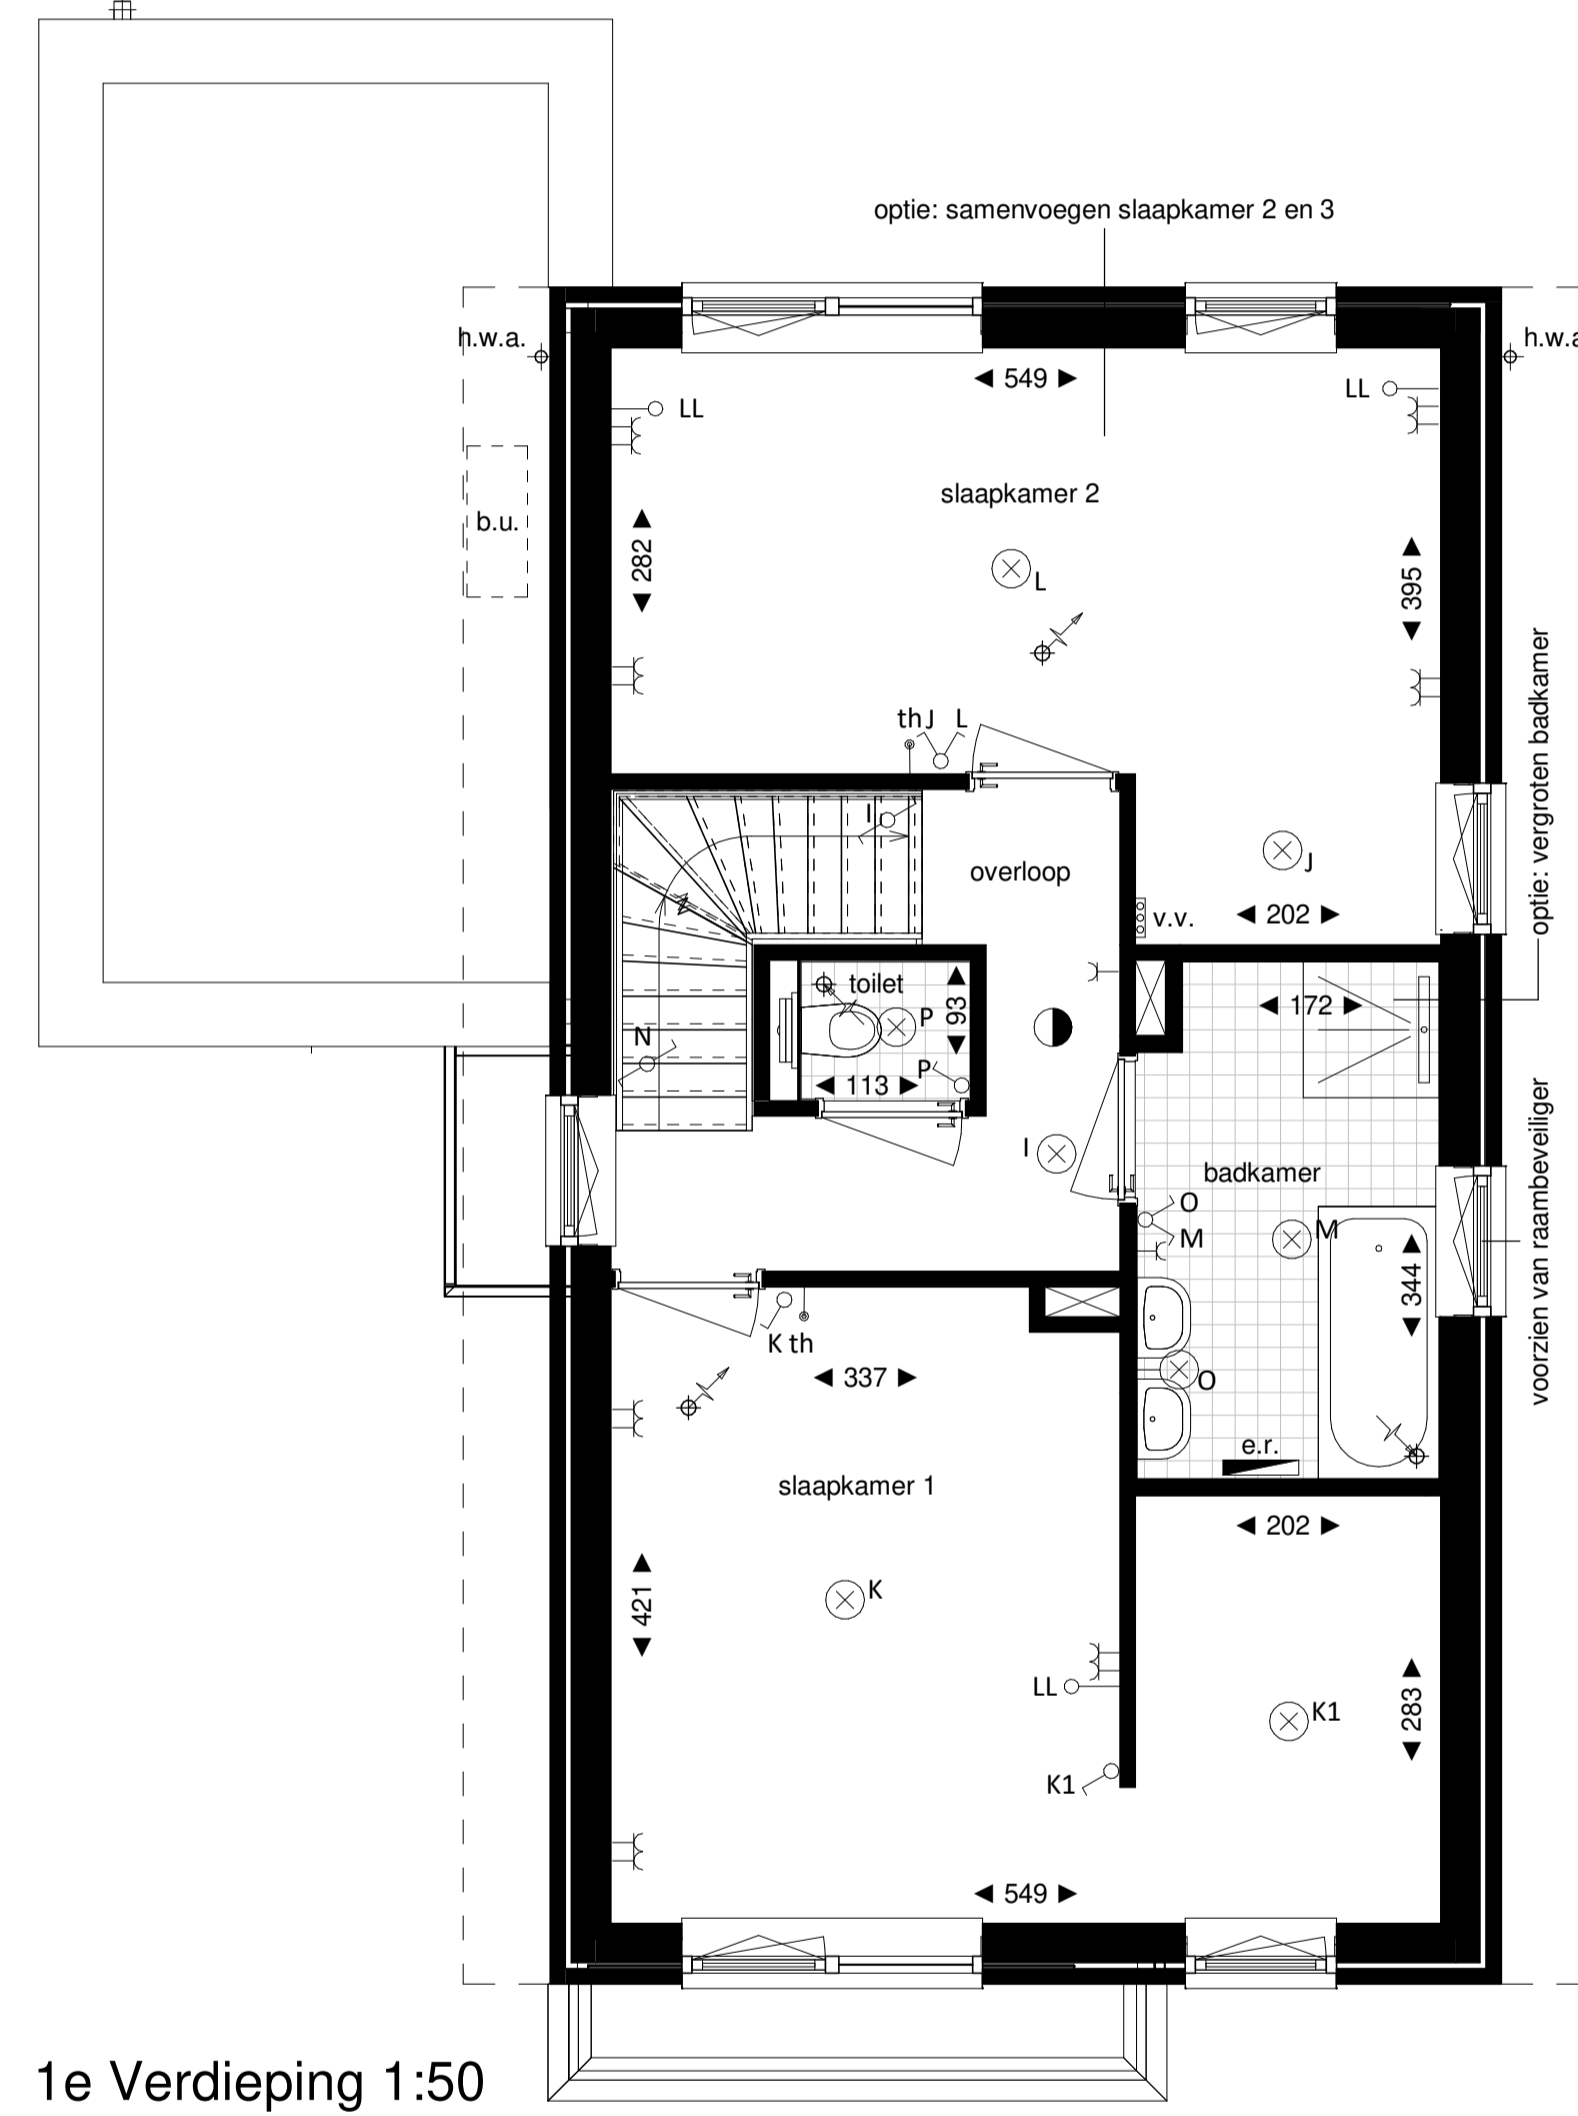 optie: samenvoegen slaapkamer 2 en 3
h.w.a.
h.w.a
549
LL
LL
slaapkamer 2
b.u.
282
395
L
optie: vergroten badkamer
th J L
I
overloop
J
v.v.
202
toilet
P
93
172
N
P
113
I
badkamer
voorzien van raambeveiliger
O
M
M
344
K th
337
O
e.r.
slaapkamer 1
202
K
421
LL
K1
283
K1
549
1e Verdieping 1:50